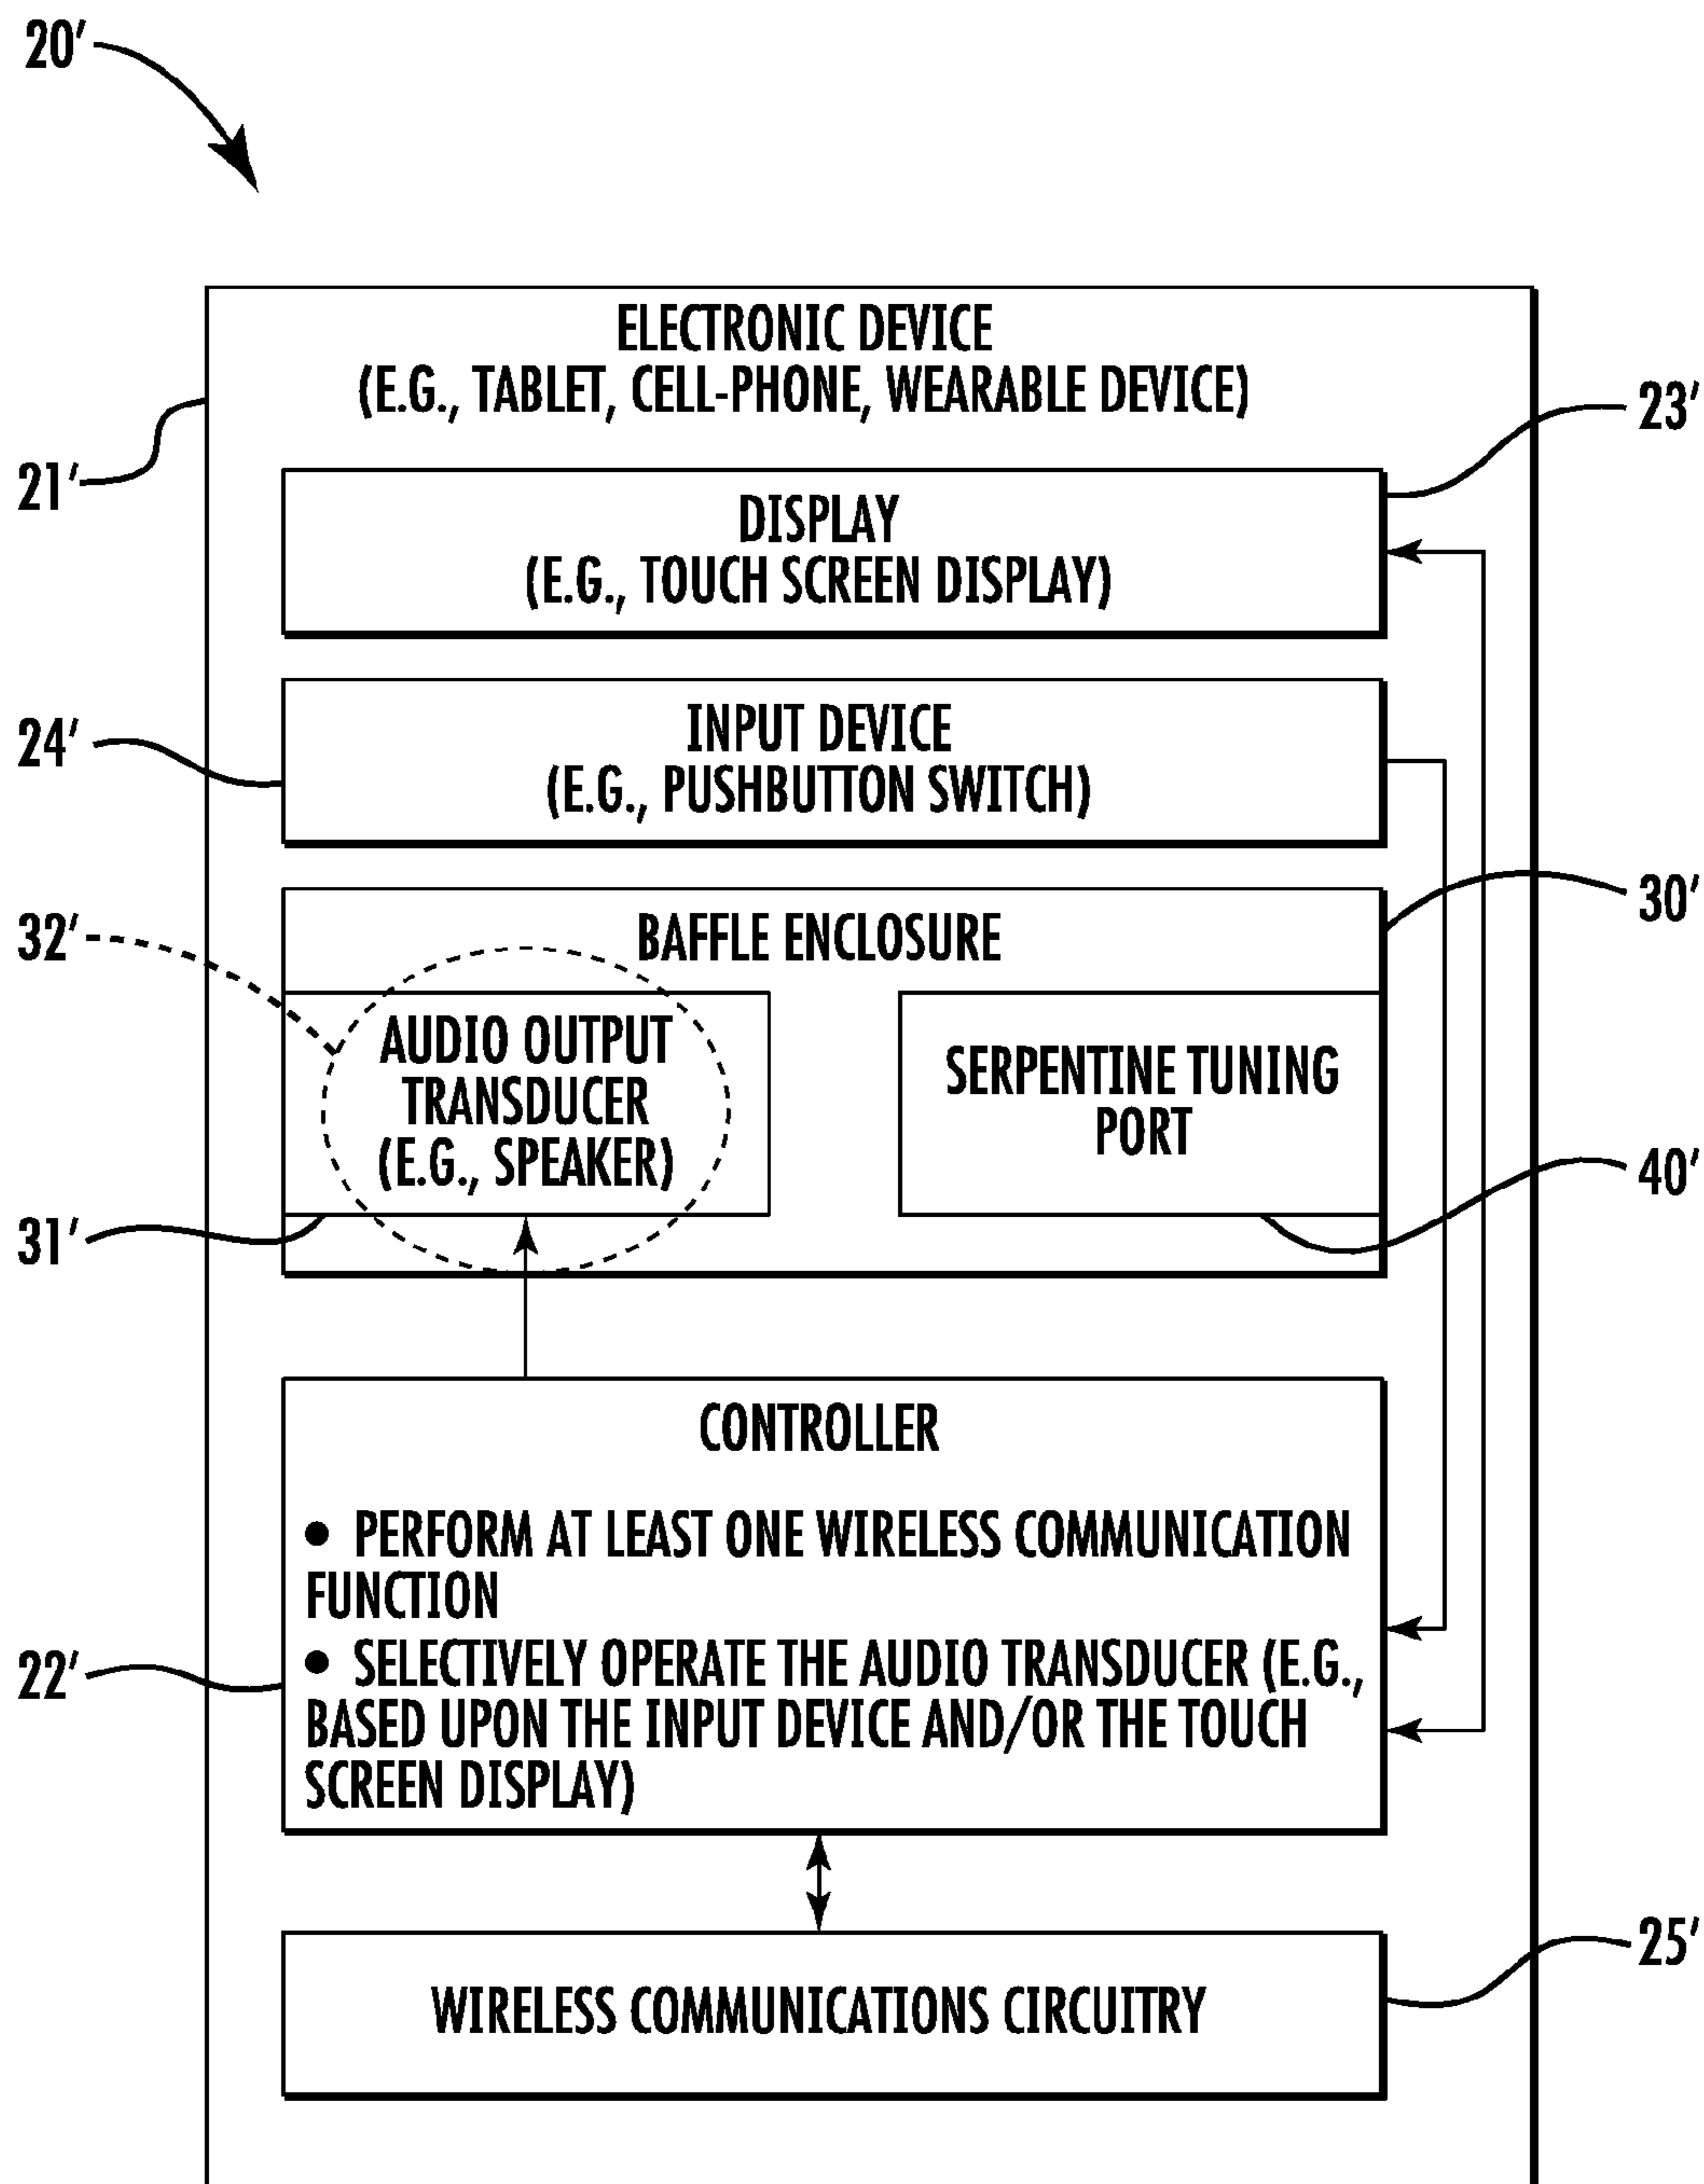 20′
ELECTRONIC DEVICE
(E.G., TABLET, CELL-PHONE, WEARABLE DEVICE)
23′
21′
DISPLAY
(E.G., TOUCH SCREEN DISPLAY)
24′
INPUT DEVICE
(E.G., PUSHBUTTON SWITCH)
30′
32′
BAFFLE ENCLOSURE
AUDIO OUTPUT
TRANSDUCER
(E.G., SPEAKER)
SERPENTINE TUNING
PORT
40′
31′
CONTROLLER
● PERFORM AT LEAST ONE WIRELESS COMMUNICATION
FUNCTION
● SELECTIVELY OPERATE THE AUDIO TRANSDUCER (E.G.,
BASED UPON THE INPUT DEVICE AND/OR THE TOUCH
SCREEN DISPLAY)
22′
25′
WIRELESS COMMUNICATIONS CIRCUITRY